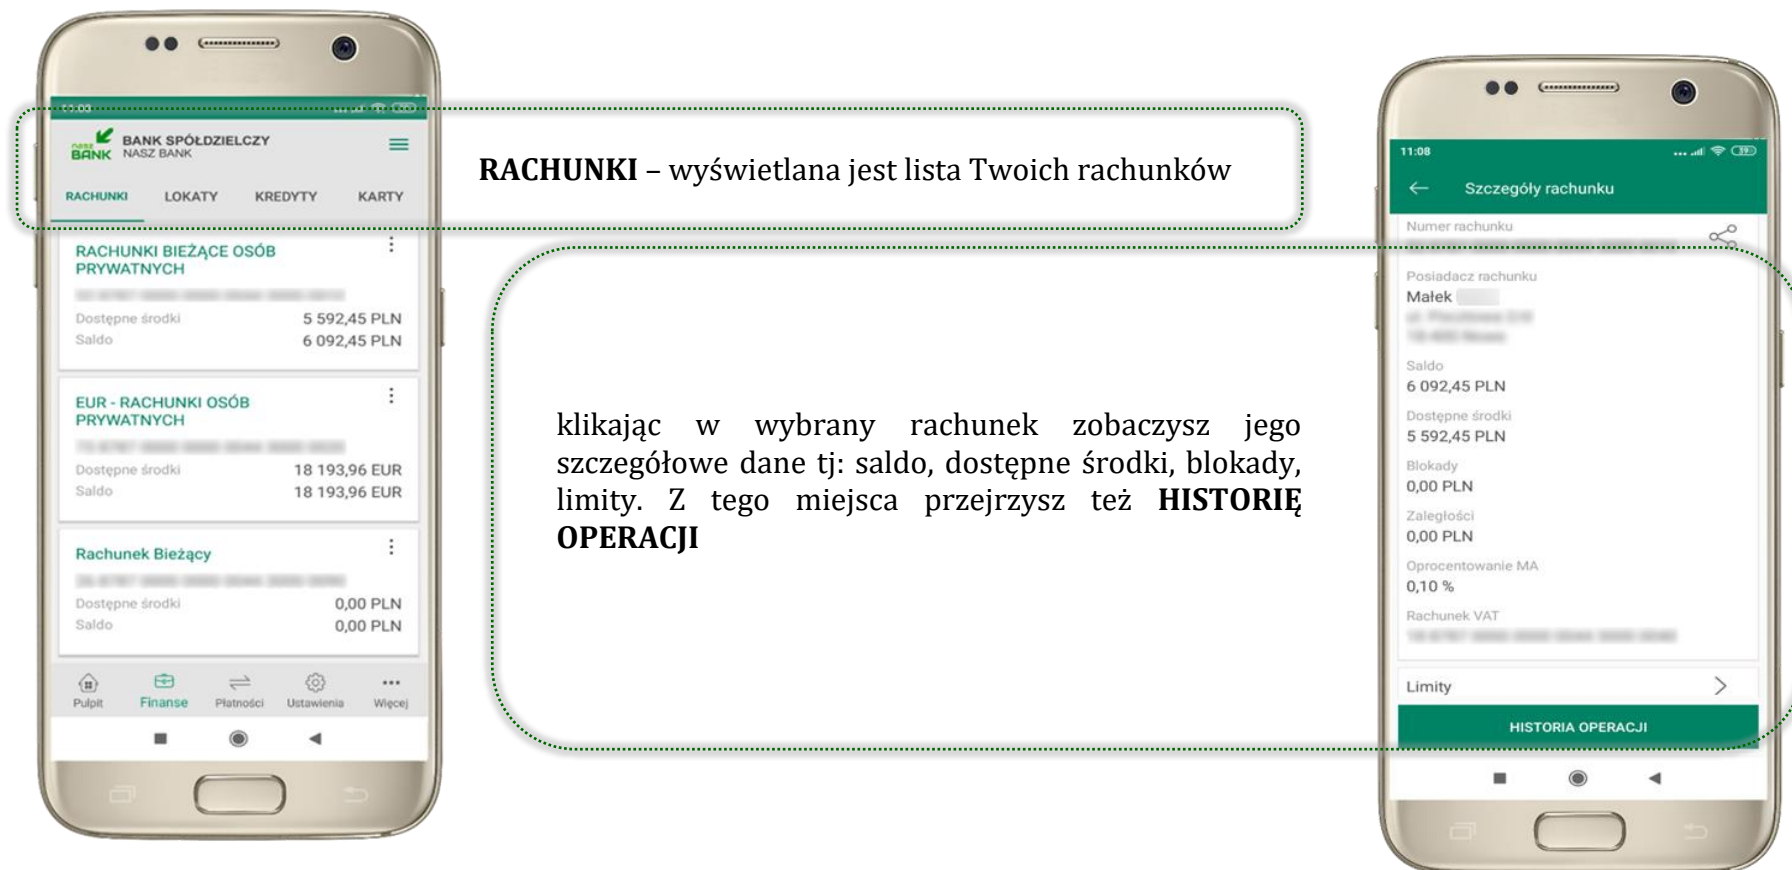 11:00
nasz BANK
BANK SPÓŁDZIELCZY
NASZ BANK
RACHUNKI LOKATY KREDYTY KARTY
RACHUNKI BIEŻĄCE OSÓB
PRYWATNYCH
Dostępne środki 5 592,45 PLN
Saldo 6 092,45 PLN
EUR - RACHUNKI OSÓB
PRYWATNYCH
Dostępne środki 18 193,96 EUR
Saldo 18 193,96 EUR
Rachunek Bieżący
Dostępne środki 0,00 PLN
Saldo 0,00 PLN
Pulpit Finanse Płatności Ustawienia Więcej
RACHUNKI – wyświetlana jest lista Twoich rachunków
klikając w wybrany rachunek zobaczysz jego
szczegółowe dane tj: saldo, dostępne środki, blokady,
limity. Z tego miejsca przejrzysz też HISTORIĘ
OPERACJI
11:08 39
Szczegóły rachunku
Numer rachunku
Posiadacz rachunku
Małek
Saldo
6 092,45 PLN
Dostępne środki
5 592,45 PLN
Blokady
0,00 PLN
Zaległości
0,00 PLN
Oprocentowanie MA
0,10 %
Rachunek VAT
Limity
HISTORIA OPERACJI